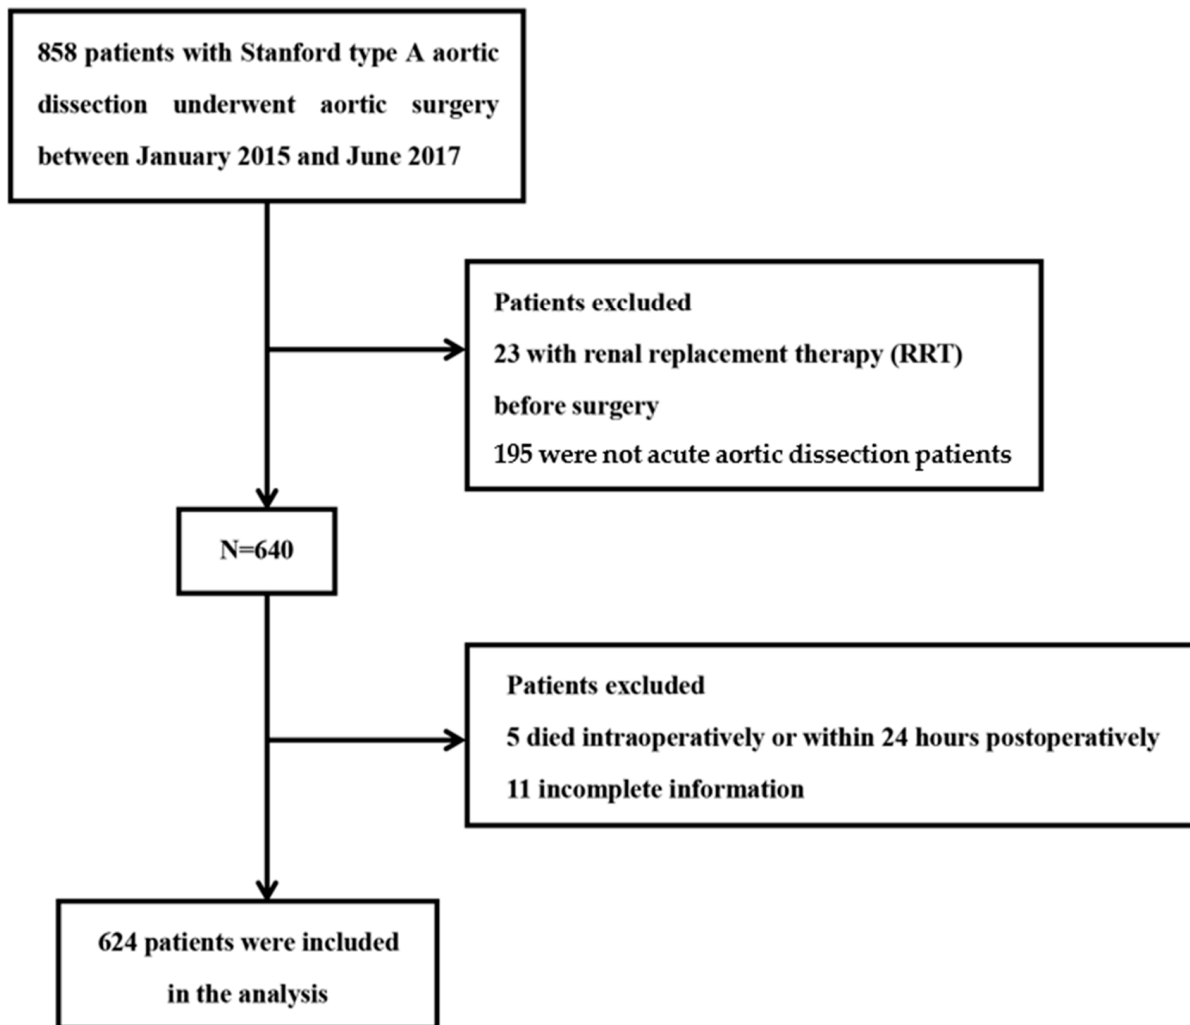 858 patients with Stanford type A aortic
dissection underwent aortic surgery
between January 2015 and June 2017
Patients excluded
23 with renal replacement therapy (RRT)
before surgery
195 were not acute aortic dissection patients
N=640
Patients excluded
5 died intraoperatively or within 24 hours postoperatively
11 incomplete information
624 patients were included
in the analysis